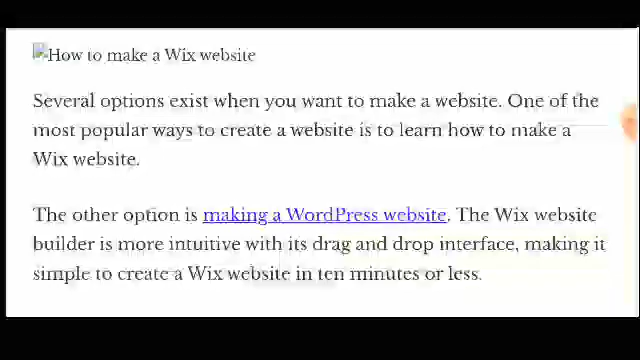 How to make a Wix website
Several options exist when you want to make a website. One of the
most popular ways to create a website is to learn how to make a
Wix website.
The other option is making a WordPress website. The Wix website
builder is more intuitive with its drag and drop interface, making it
simple to create a Wix website in ten minutes or less.